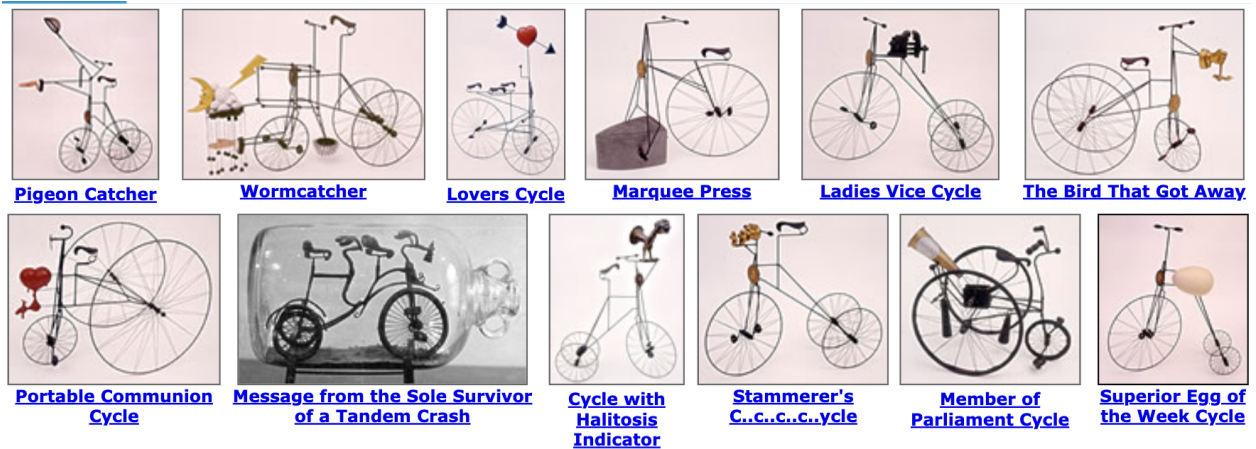 Pigeon Catcher
Wormcatcher
Lovers Cycle
Marquee Press
Ladies Vice Cycle
The Bird That Got Away
Portable Communion
Cycle
Message from the Sole Survivor
of a Tandem Crash
Cycle with
Halitosis
Indicator
Stammerer's
C..c..c..c..ycle
Member of
Parliament Cycle
Superior Egg of
the Week Cycle